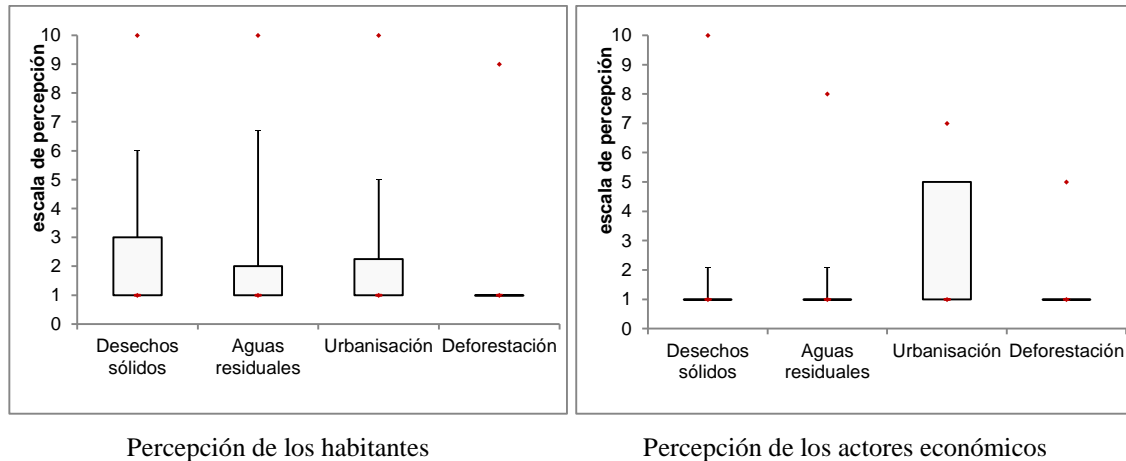 escala de percepción
10
9
8
7
6
5
4
3
2
1
0
Desechos
sólidos
Aguas
residuales
Urbanisación
Deforestación
Percepción de los habitantes
escala de percepción
10
9
8
7
6
5
4
3
2
1
0
Desechos
sólidos
Aguas
residuales
Urbanisación
Deforestación
Percepción de los actores económicos